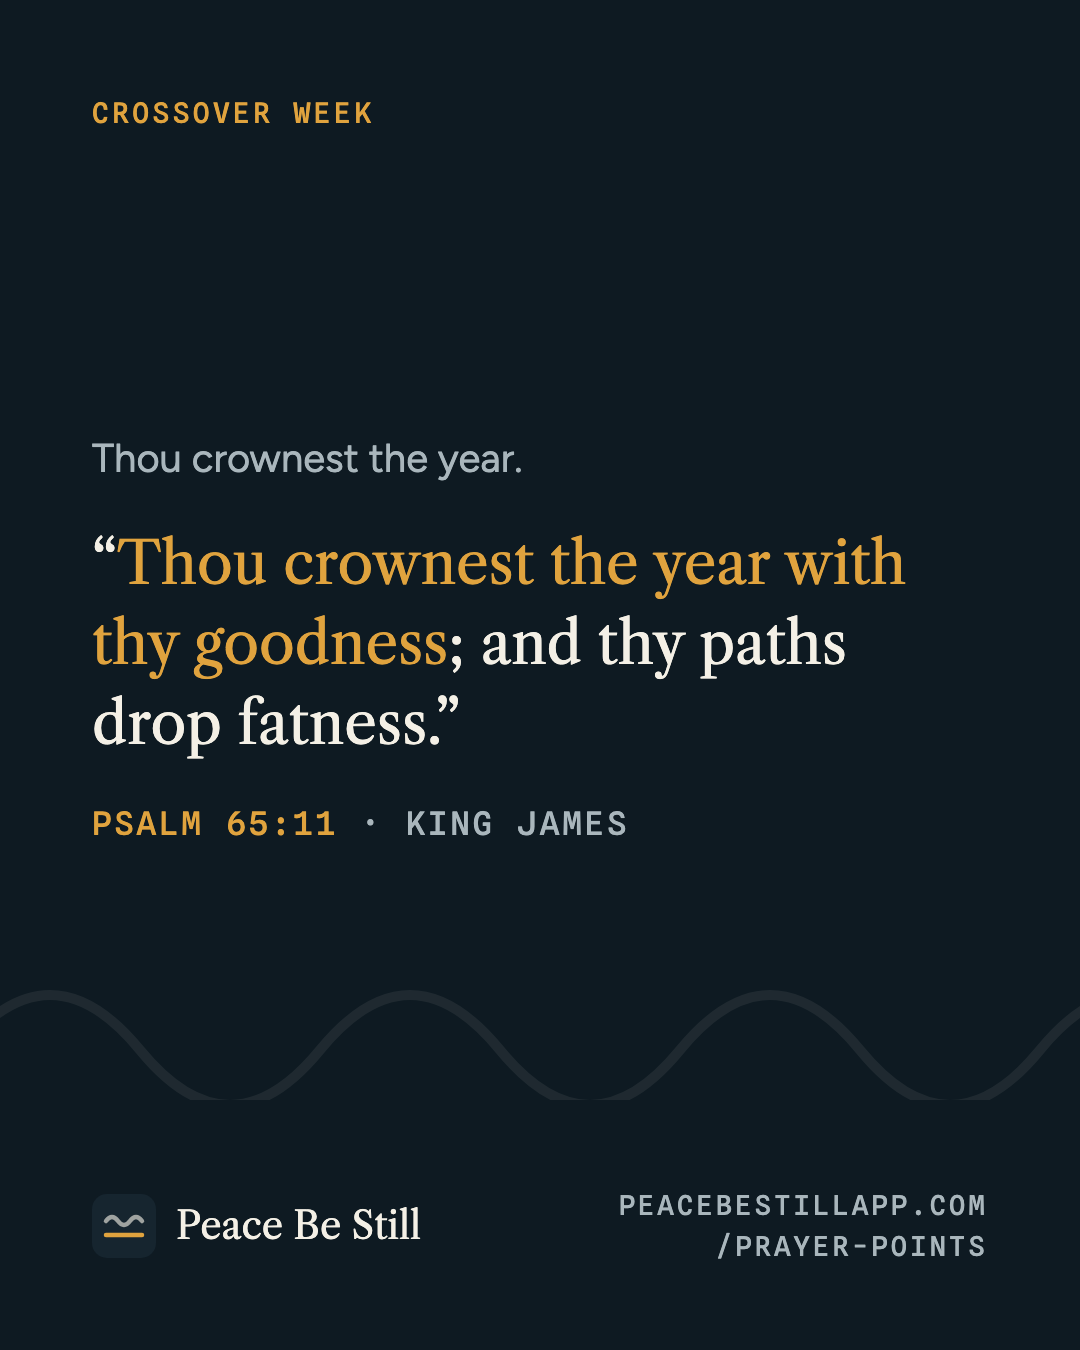 CROSSOVER WEEK
Thou crownest the year.
“Thou crownest the year with
thy goodness; and thy paths
drop fatness.”
PSALM 65:11 · KING JAMES
Peace Be Still
PEACEBESTILLAPP.COM
/PRAYER-POINTS